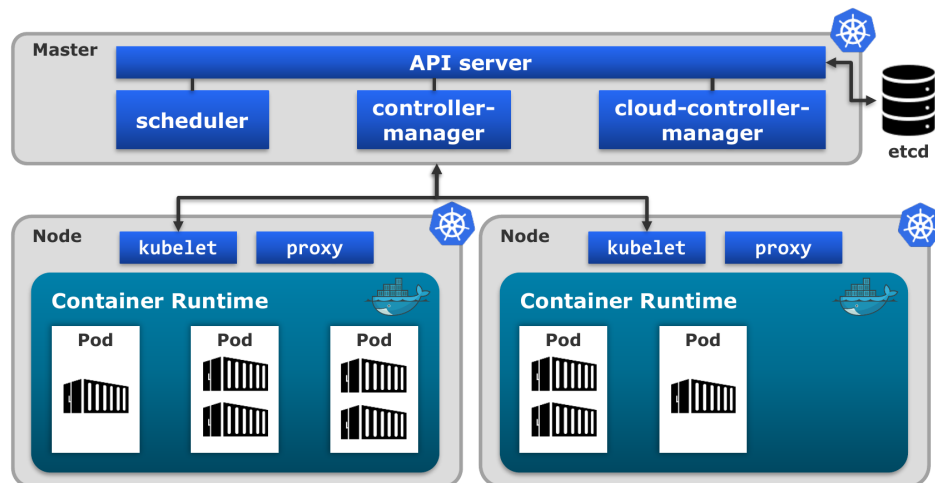 Master
API server
scheduler
controller-
manager
cloud-controller-
manager
etcd
Node
kubelet
proxy
Container Runtime
Pod
Pod
Pod
Node
kubelet
proxy
Container Runtime
Pod
Pod